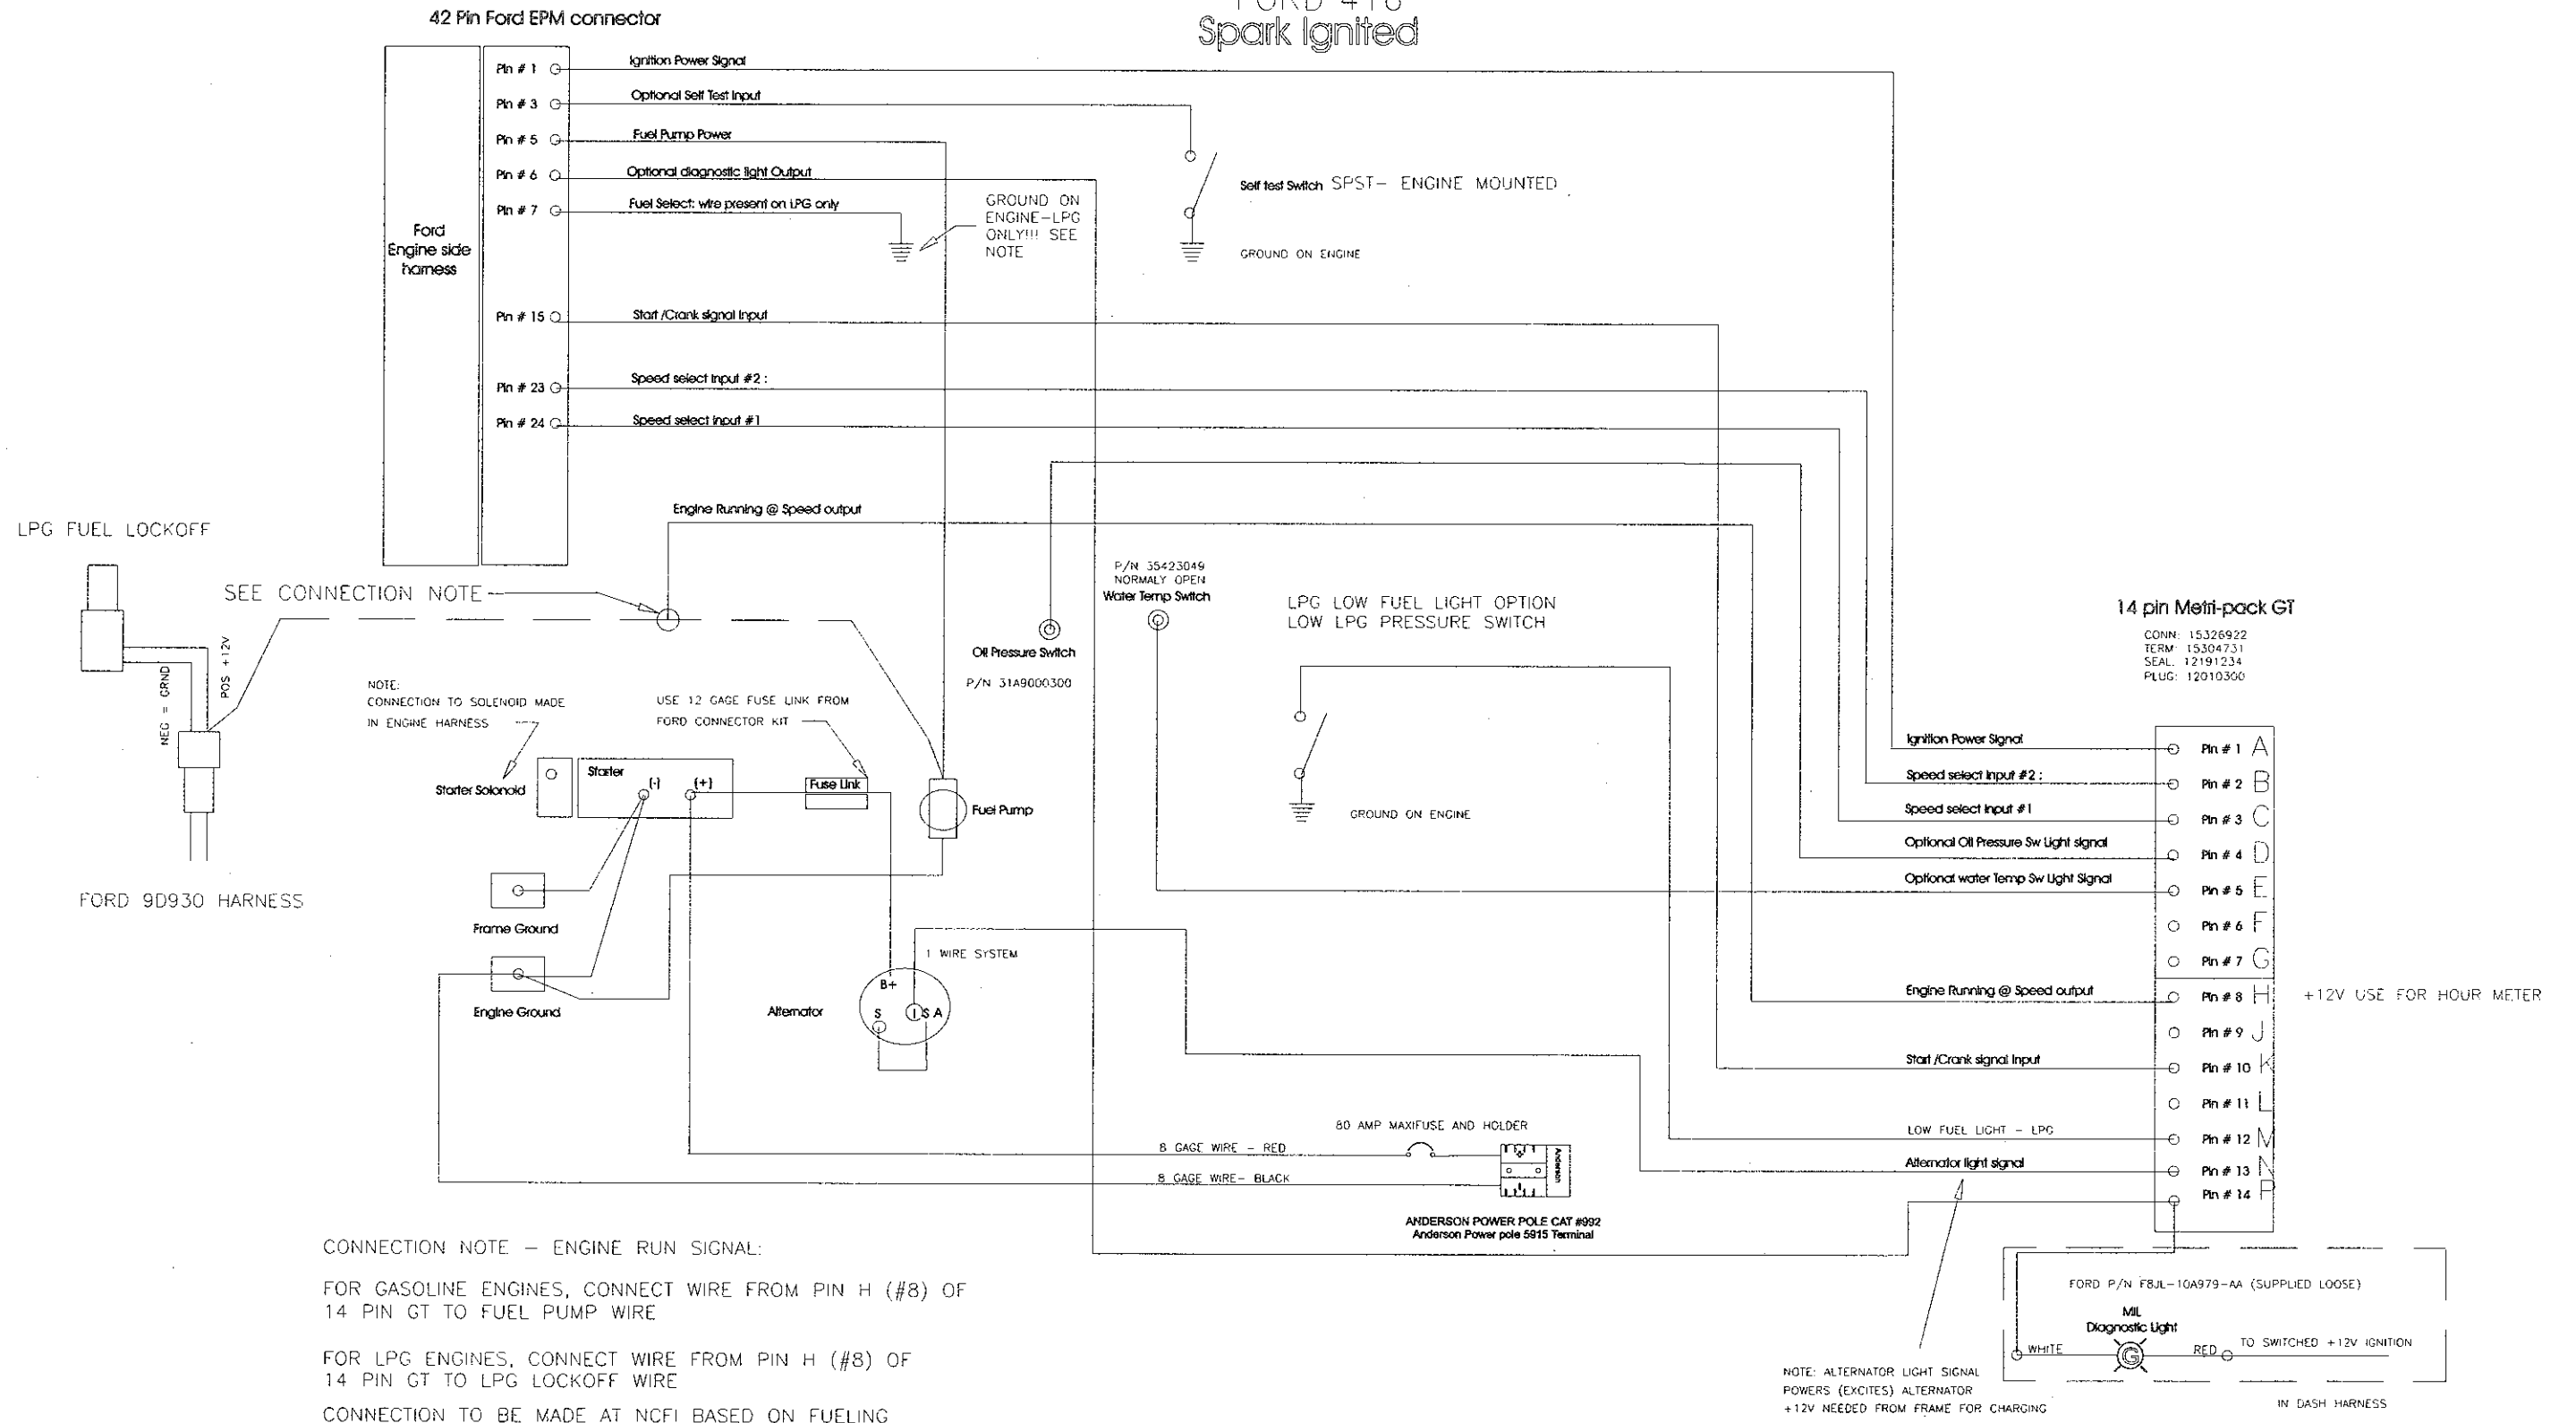 42 Pin Ford EPM connector
Spark Ignited
Pin # 1
Ignition Power Signal
Pin # 3
Optional Self Test Input
Pin # 5
Fuel Pump Power
Pin # 6
Optional diagnostic light Output
Pin # 7
Fuel Select: wire present on LPG only
Ford
Engine side
harness
GROUND ON
ENGINE-LPG
ONLY!!! SEE
NOTE
Self test Switch SPST- ENGINE MOUNTED
GROUND ON ENGINE
Pin # 15
Start /Crank signal Input
Pin # 23
Speed select Input #2 :
Pin # 24
Speed select Input #1
Engine Running @ Speed output
LPG FUEL LOCKOFF
SEE CONNECTION NOTE
POS +12V
NEG = GRND
FORD 9D930 HARNESS
P/N 35423049
NORMALY OPEN
Water Temp Switch
Oil Pressure Switch
P/N 31A9000300
LPG LOW FUEL LIGHT OPTION
LOW LPG PRESSURE SWITCH
GROUND ON ENGINE
14 pin Metri-pack GT
CONN: 15326922
TERM: 15304731
SEAL. 12191234
PLUG: 12010300
NOTE:
CONNECTION TO SOLENOID MADE
IN ENGINE HARNESS
USE 12 GAGE FUSE LINK FROM
FORD CONNECTOR KIT
Starter Solonoid
Starter
(-)
(+)
Fuse Link
Fuel Pump
Frame Ground
Engine Ground
Alternator
1 WIRE SYSTEM
B+
S
I S A
Ignition Power Signal
Pin # 1 A
Speed select Input #2 :
Pin # 2 B
Speed select Input #1
Pin # 3 C
Optional Oil Pressure Sw Light signal
Pin # 4 D
Optional water Temp Sw Light Signal
Pin # 5 E
Pin # 6 F
Pin # 7 G
Engine Running @ Speed output
Pin # 8 H
+12V USE FOR HOUR METER
Pin # 9 J
Start /Crank signal Input
Pin # 10 K
Pin # 11 L
LOW FUEL LIGHT - LPG
Pin # 12 M
Alternator light signal
Pin # 13 N
Pin # 14 P
80 AMP MAXIFUSE AND HOLDER
8 GAGE WIRE - RED
8 GAGE WIRE- BLACK
Anderson
ANDERSON POWER POLE CAT #992
Anderson Power pole 5915 Terminal
CONNECTION NOTE - ENGINE RUN SIGNAL:
FOR GASOLINE ENGINES, CONNECT WIRE FROM PIN H (#8) OF
14 PIN GT TO FUEL PUMP WIRE
FOR LPG ENGINES, CONNECT WIRE FROM PIN H (#8) OF
14 PIN GT TO LPG LOCKOFF WIRE
CONNECTION TO BE MADE AT NCFI BASED ON FUELING
FORD P/N F8JL-10A979-AA (SUPPLIED LOOSE)
MIL
Diagnostic Light
WHITE
G
RED
TO SWITCHED +12V IGNITION
IN DASH HARNESS
NOTE: ALTERNATOR LIGHT SIGNAL
POWERS (EXCITES) ALTERNATOR
+12V NEEDED FROM FRAME FOR CHARGING